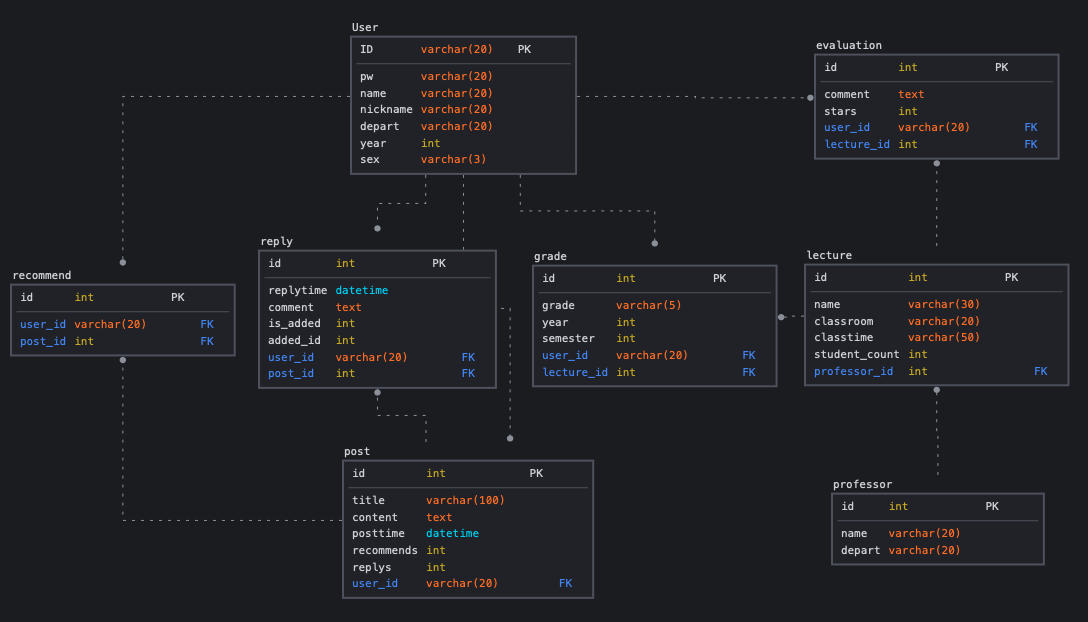 User
ID varchar(20) PK
pw varchar(20)
name varchar(20)
nickname varchar(20)
depart varchar(20)
year int
sex varchar(3)
evaluation
id int PK
comment text
stars int
user_id varchar(20) FK
lecture_id int FK
recommend
id int PK
user_id varchar(20) FK
post_id int FK
reply
id int PK
replytime datetime
comment text
is_added int
added_id int
user_id varchar(20) FK
post_id int FK
grade
id int PK
grade varchar(5)
year int
semester int
user_id varchar(20) FK
lecture_id int FK
lecture
id int PK
name varchar(30)
classroom varchar(20)
classtime varchar(50)
student_count int
professor_id int FK
post
id int PK
title varchar(100)
content text
posttime datetime
recommends int
replys int
user_id varchar(20) FK
professor
id int PK
name varchar(20)
depart varchar(20)